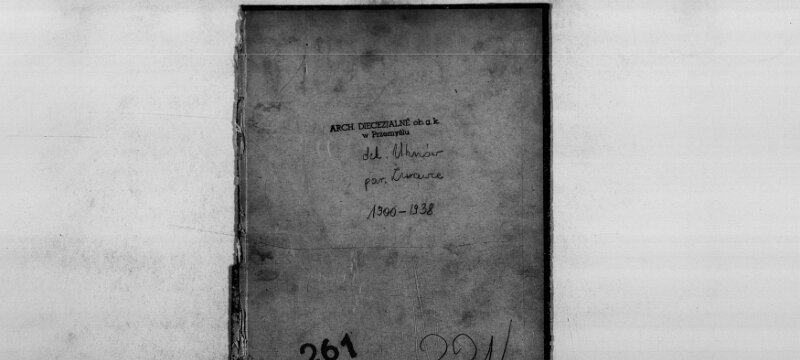 ARCH. DIECEZJALNE ob. g. k.
w Przemyślu
dek. Uhnów
par. Żurawce
1900-1938
261